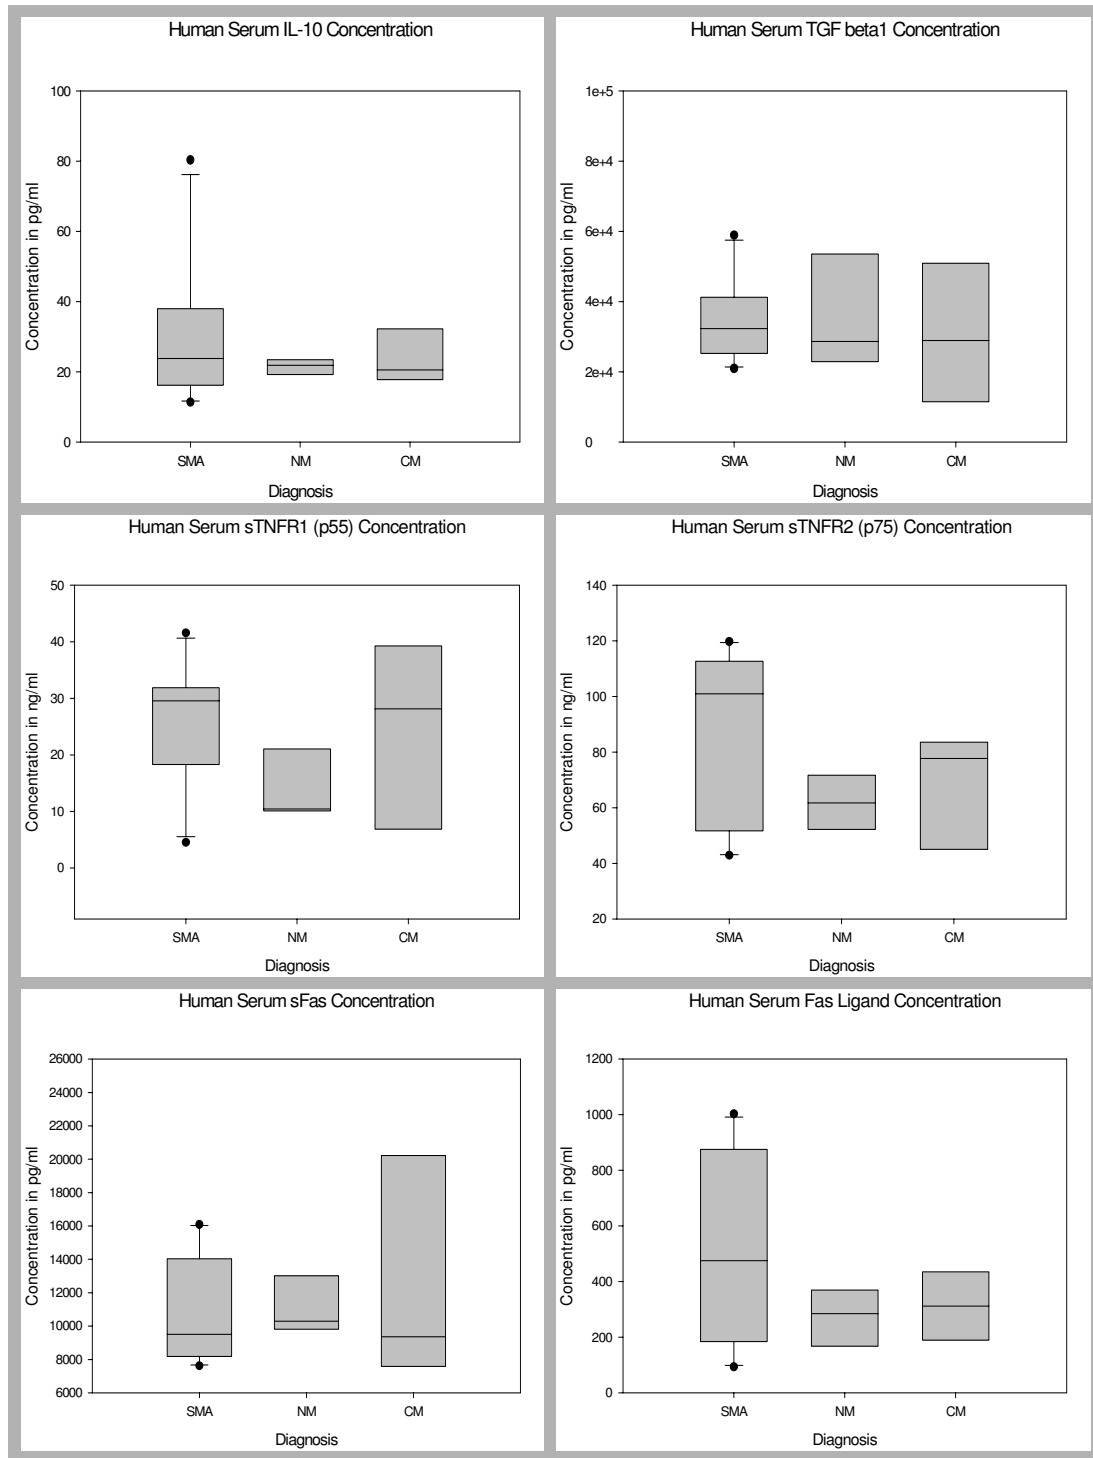 Human Serum IL-10 Concentration
100
80
60
40
20
0
Concentration in pg/ml
SMA NM CM
Diagnosis
Human Serum TGF beta1 Concentration
1e+5
8e+4
6e+4
4e+4
2e+4
0
Concentration in pg/ml
SMA NM CM
Diagnosis
Human Serum sTNFR1 (p55) Concentration
50
40
30
20
10
0
Concentration in ng/ml
SMA NM CM
Diagnosis
Human Serum sTNFR2 (p75) Concentration
140
120
100
80
60
40
20
Concentration in ng/ml
SMA NM CM
Diagnosis
Human Serum sFas Concentration
26000
24000
22000
20000
18000
16000
14000
12000
10000
8000
6000
Concentration in pg/ml
SMA NM CM
Diagnosis
Human Serum Fas Ligand Concentration
1200
1000
800
600
400
200
0
Concentration in pg/ml
SMA NM CM
Diagnosis